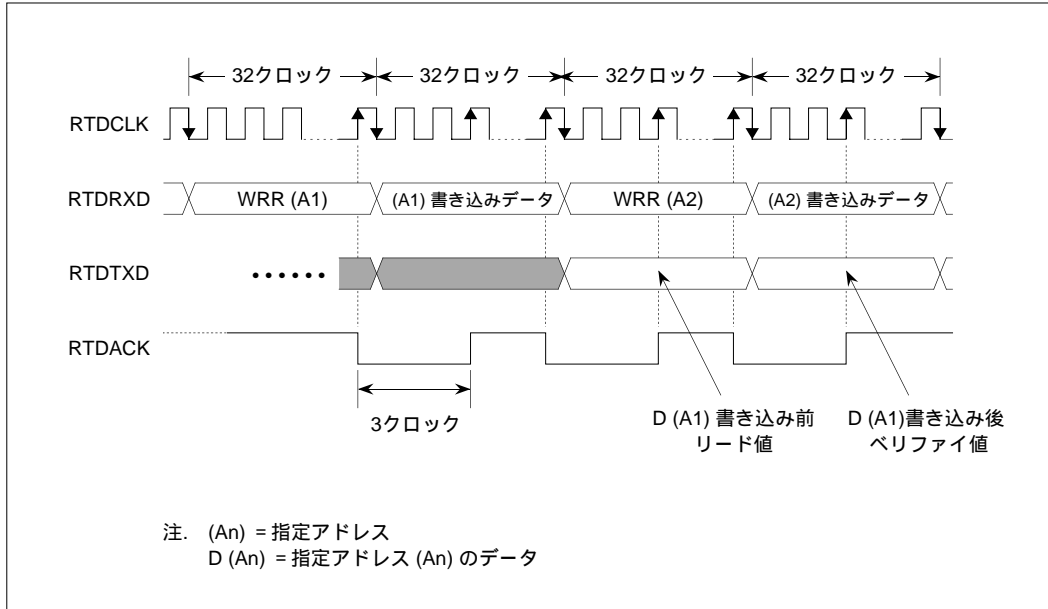 32クロック 32クロック 32クロック 32クロック
RTDCLK
RTDRXD WRR (A1) (A1) 書き込みデータ WRR (A2) (A2) 書き込みデータ
RTDTXD
RTDACK
3クロック
D (A1) 書き込み前 D (A1)書き込み後
リード値 ベリファイ値
注. (An) = 指定アドレス
D (An) = 指定アドレス (An) のデータ